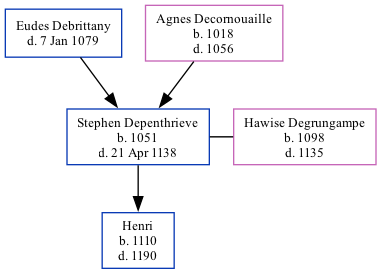 Eudes Debrittany
d. 7 Jan 1079
Agnes Decornouaille
b. 1018
d. 1056
Stephen Depenthrieve
b. 1051
d. 21 Apr 1138
Hawise Degrungampe
b. 1098
d. 1135
Henri
b. 1110
d. 1190